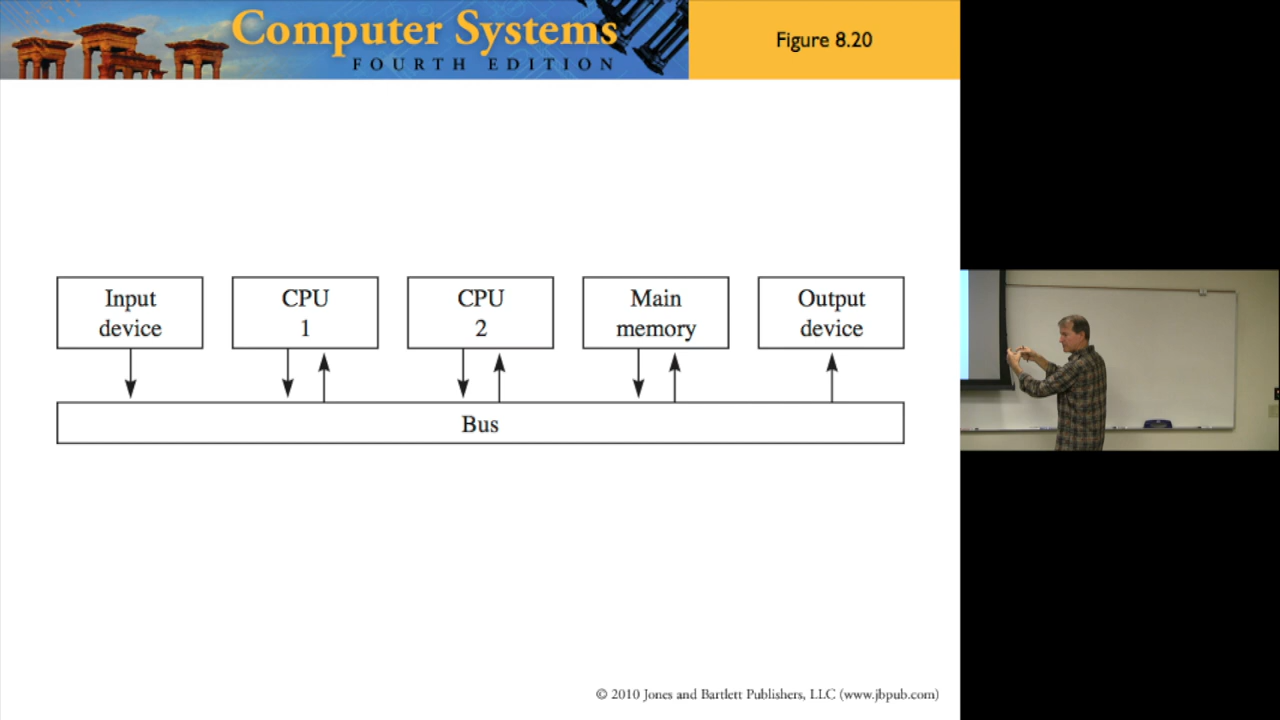 Computer Systems
FOURTH EDITION
Figure 8.20
Input
device
CPU
1
CPU
2
Main
memory
Output
device
Bus
© 2010 Jones and Bartlett Publishers, LLC (www.jbpub.com)